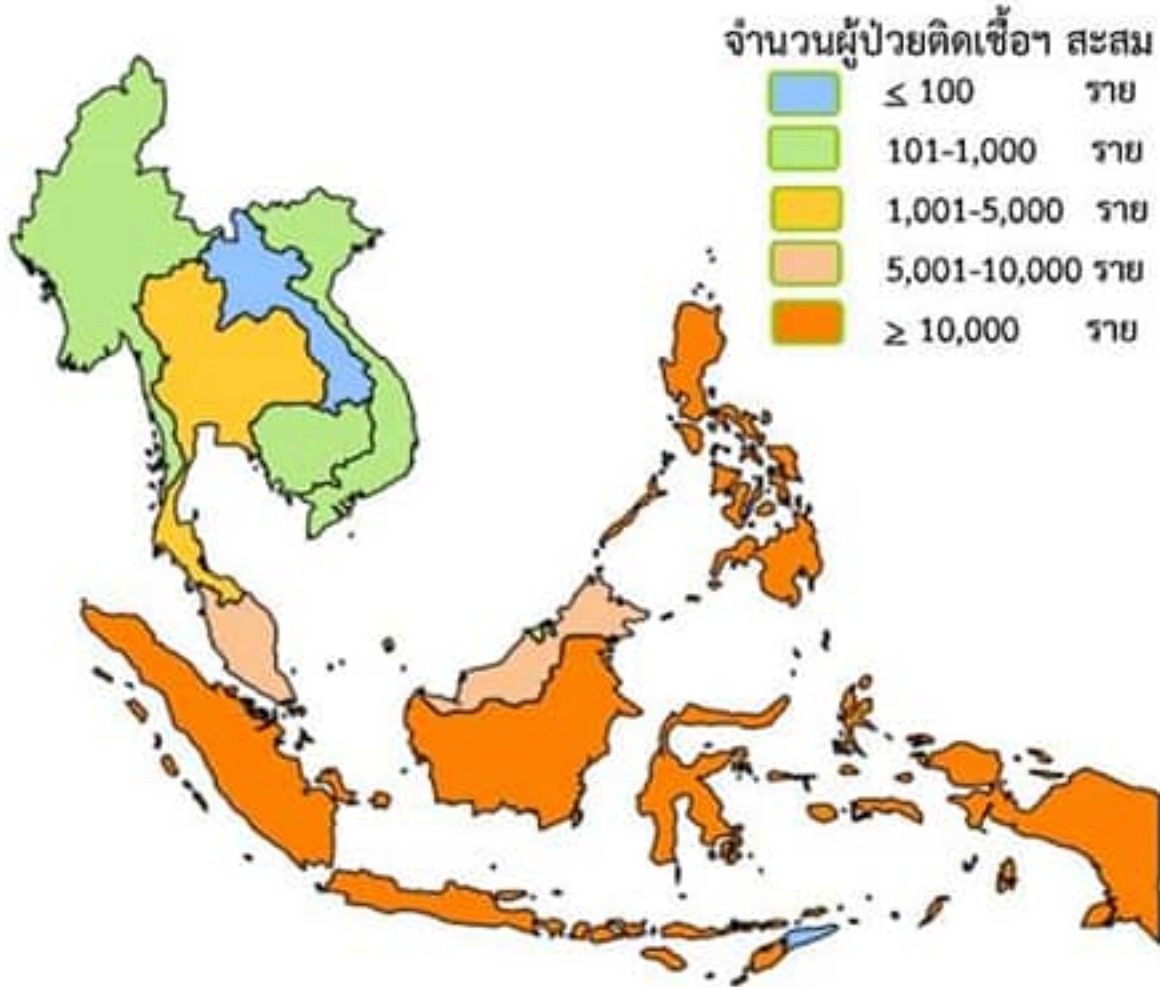 จำนวนผู้ป่วยติดเชื้อฯ สะสม
≤ 100 ราย
101-1,000 ราย
1,001-5,000 ราย
5,001-10,000 ราย
≥ 10,000 ราย